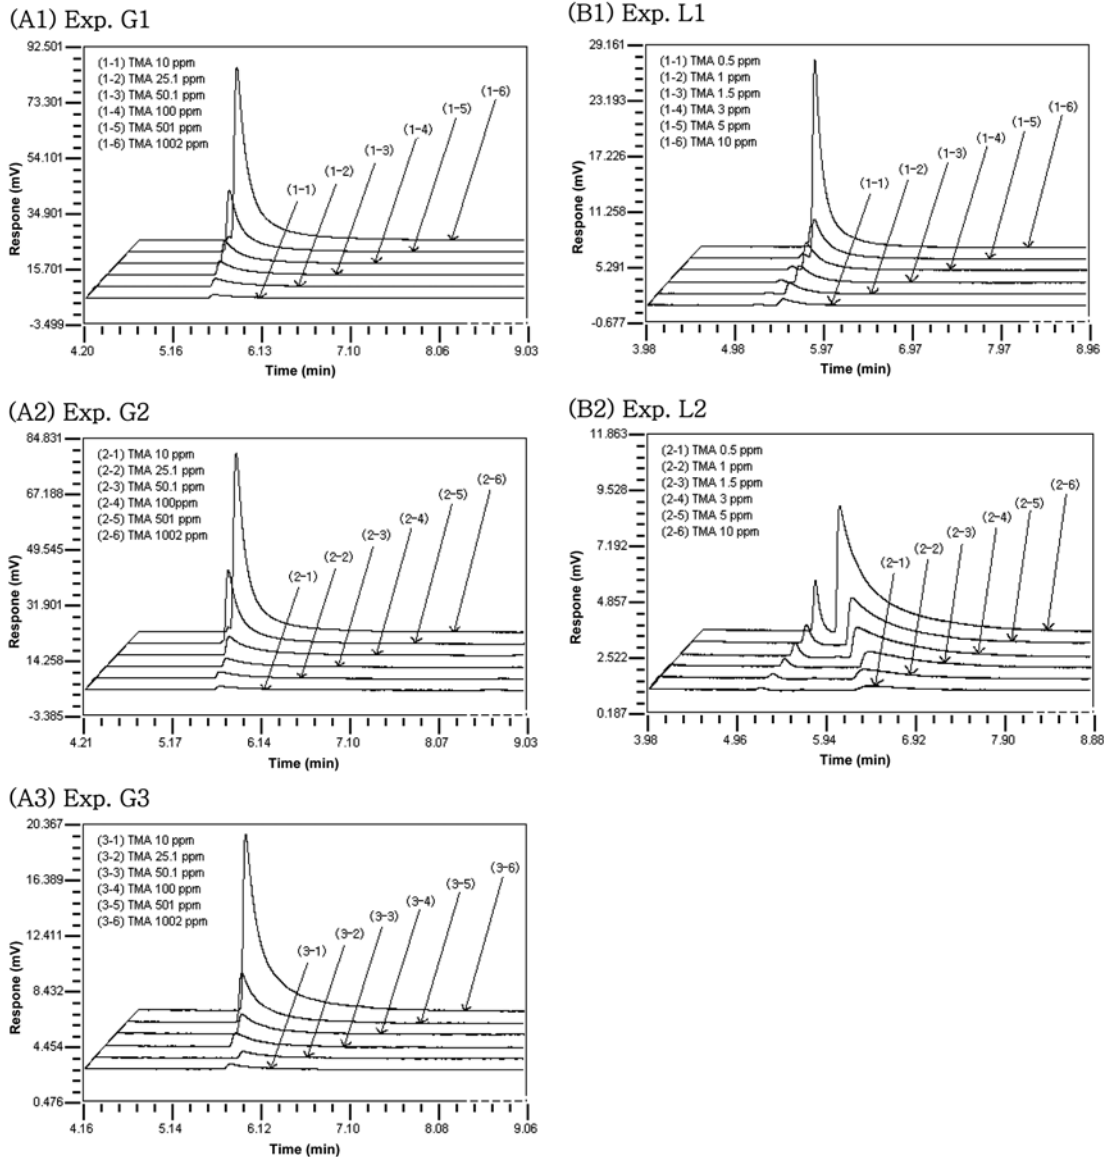 (A1) Exp. G1
92.501
73.301
54.101
34.901
15.701
-3.499
Respone (mV)
(1-1) TMA 10 ppm
(1-2) TMA 25.1 ppm
(1-3) TMA 50.1 ppm
(1-4) TMA 100 ppm
(1-5) TMA 501 ppm
(1-6) TMA 1002 ppm
(1-1)
(1-2)
(1-3)
(1-4)
(1-5)
(1-6)
4.20 5.16 6.13 7.10 8.06 9.03
Time (min)
(B1) Exp. L1
29.161
23.193
17.226
11.258
5.291
-0.677
Respone (mV)
(1-1) TMA 0.5 ppm
(1-2) TMA 1 ppm
(1-3) TMA 1.5 ppm
(1-4) TMA 3 ppm
(1-5) TMA 5 ppm
(1-6) TMA 10 ppm
(1-1)
(1-2)
(1-3)
(1-4)
(1-5)
(1-6)
3.98 4.98 5.97 6.97 7.97 8.96
Time (min)
(A2) Exp. G2
84.831
67.188
49.545
31.901
14.258
-3.385
Respone (mV)
(2-1) TMA 10 ppm
(2-2) TMA 25.1 ppm
(2-3) TMA 50.1 ppm
(2-4) TMA 100ppm
(2-5) TMA 501 ppm
(2-6) TMA 1002 ppm
(2-1)
(2-2)
(2-3)
(2-4)
(2-5)
(2-6)
4.21 5.17 6.14 7.10 8.07 9.03
Time (min)
(B2) Exp. L2
11.863
9.528
7.192
4.857
2.522
0.187
Respone (mV)
(2-1) TMA 0.5 ppm
(2-2) TMA 1 ppm
(2-3) TMA 1.5 ppm
(2-4) TMA 3 ppm
(2-5) TMA 5 ppm
(2-6) TMA 10 ppm
(2-1)
(2-2)
(2-3)
(2-4)
(2-5)
(2-6)
3.98 4.96 5.94 6.92 7.90 8.88
Time (min)
(A3) Exp. G3
20.367
16.389
12.411
8.432
4.454
0.476
Respone (mV)
(3-1) TMA 10 ppm
(3-2) TMA 25.1 ppm
(3-3) TMA 50.1 ppm
(3-4) TMA 100 ppm
(3-5) TMA 501 ppm
(3-6) TMA 1002 ppm
(3-1)
(3-2)
(3-3)
(3-4)
(3-5)
(3-6)
4.16 5.14 6.12 7.10 8.08 9.06
Time (min)